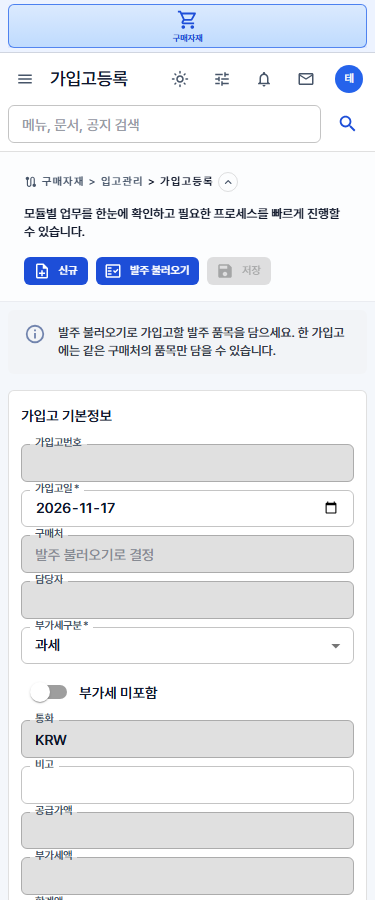 구매자재
가입고등록
테
메뉴, 문서, 공지 검색
구매자재 > 입고관리 > 가입고등록
모듈별 업무를 한눈에 확인하고 필요한 프로세스를 빠르게 진행할
수 있습니다.
신규
발주 불러오기
저장
발주 불러오기로 가입고할 발주 품목을 담으세요. 한 가입고
에는 같은 구매처의 품목만 담을 수 있습니다.
가입고 기본정보
가입고번호
가입고일 *
2026-11-17
구매처
발주 불러오기로 결정
담당자
부가세구분 *
과세
부가세 미포함
통화
KRW
비고
공급가액
부가세액